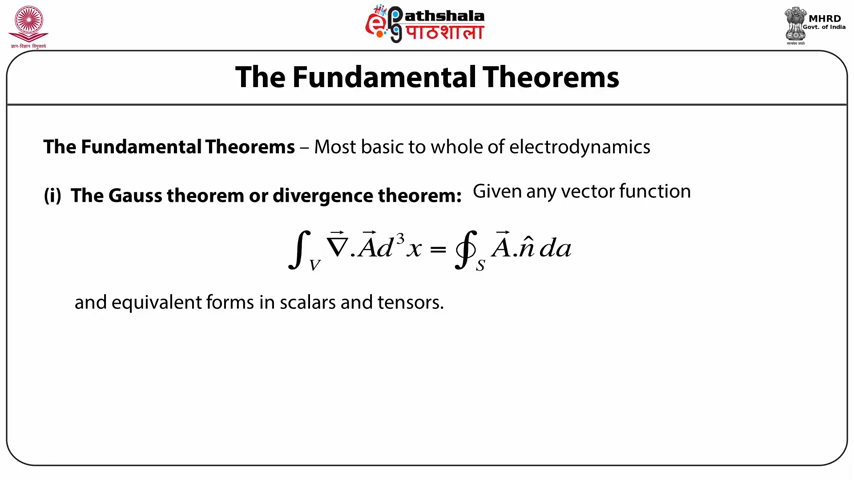 ePathshala
पाठशाला
MHRD
Govt. of India
The Fundamental Theorems
The Fundamental Theorems – Most basic to whole of electrodynamics
(i) The Gauss theorem or divergence theorem: Given any vector function
∫_V ∇⃗.A⃗d³x = ∮_S A⃗.n̂ da
and equivalent forms in scalars and tensors.